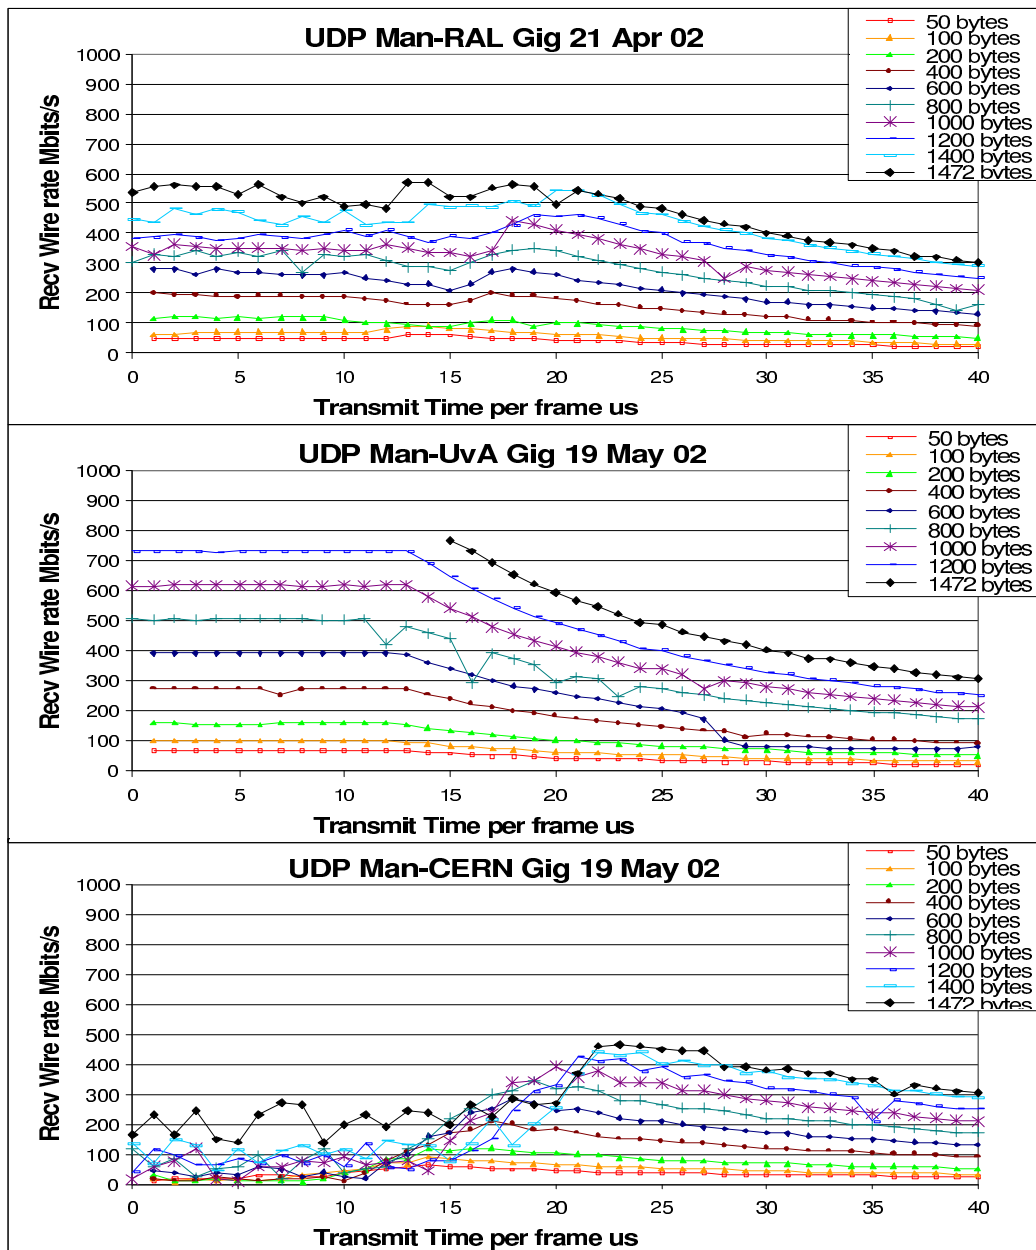 UDP Man-RAL Gig 21 Apr 02
50 bytes
100 bytes
200 bytes
400 bytes
600 bytes
800 bytes
1000 bytes
1200 bytes
1400 bytes
1472 bytes
Recv Wire rate Mbits/s
1000
900
800
700
600
500
400
300
200
100
0
0 5 10 15 20 25 30 35 40
Transmit Time per frame us
UDP Man-UvA Gig 19 May 02
50 bytes
100 bytes
200 bytes
400 bytes
600 bytes
800 bytes
1000 bytes
1200 bytes
1472 bytes
Recv Wire rate Mbits/s
1000
900
800
700
600
500
400
300
200
100
0
0 5 10 15 20 25 30 35 40
Transmit Time per frame us
UDP Man-CERN Gig 19 May 02
50 bytes
100 bytes
200 bytes
400 bytes
600 bytes
800 bytes
1000 bytes
1200 bytes
1400 bytes
1472 bytes
Recv Wire rate Mbits/s
1000
900
800
700
600
500
400
300
200
100
0
0 5 10 15 20 25 30 35 40
Transmit Time per frame us